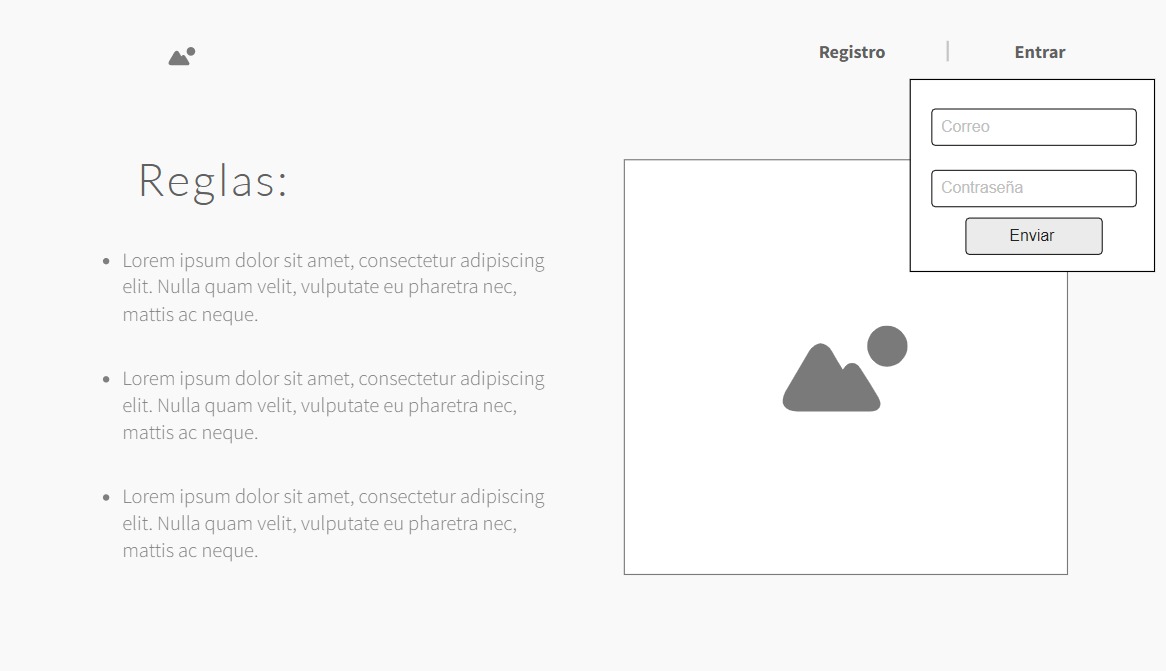 Registro | Entrar
Correo
Contraseña
Enviar
Reglas:
• Lorem ipsum dolor sit amet, consectetur adipiscing
elit. Nulla quam velit, vulputate eu pharetra nec,
mattis ac neque.
• Lorem ipsum dolor sit amet, consectetur adipiscing
elit. Nulla quam velit, vulputate eu pharetra nec,
mattis ac neque.
• Lorem ipsum dolor sit amet, consectetur adipiscing
elit. Nulla quam velit, vulputate eu pharetra nec,
mattis ac neque.